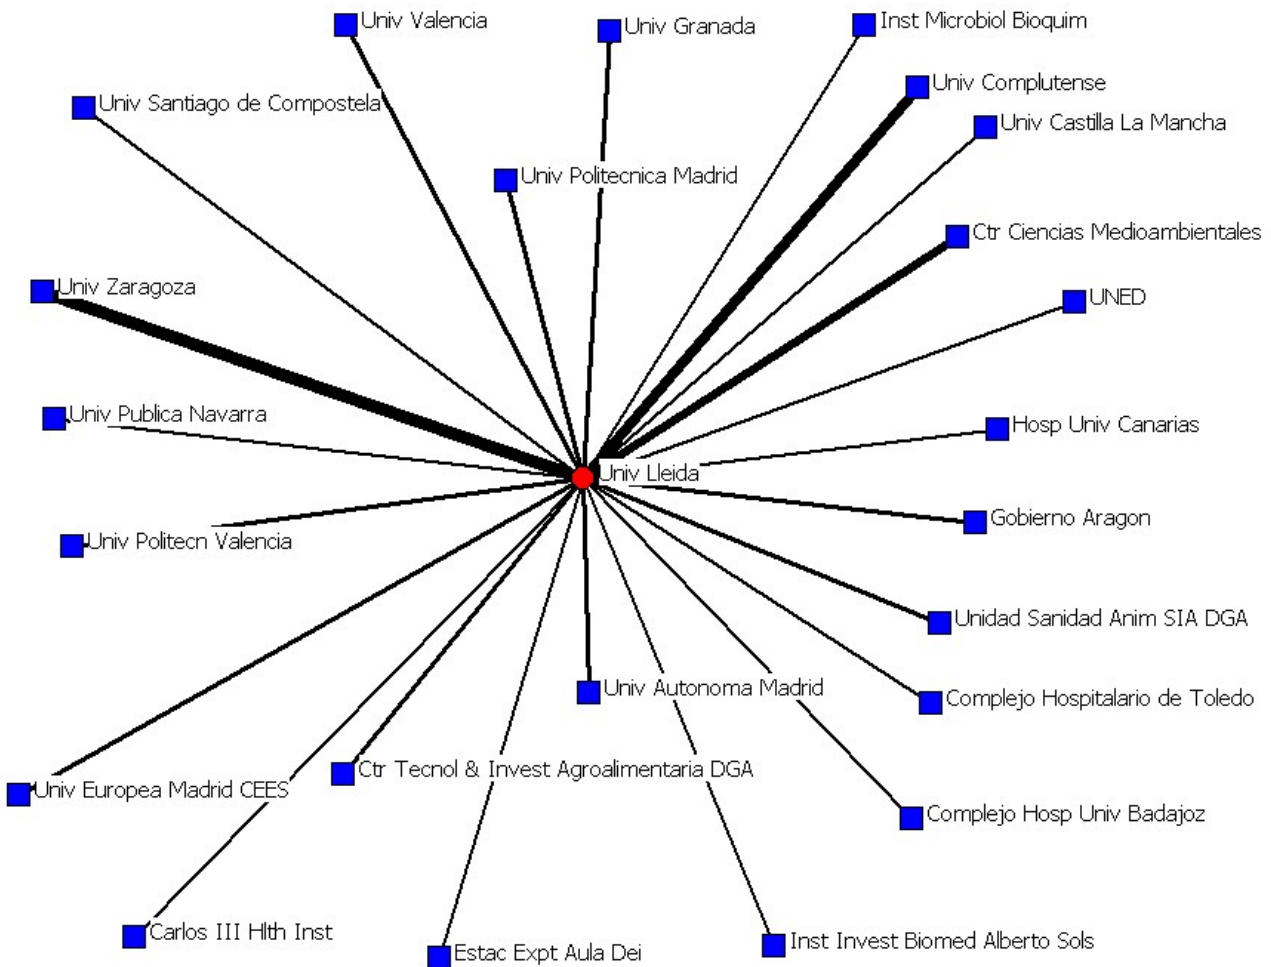 Univ Valencia
Univ Granada
Inst Microbiol Bioquim
Univ Complutense
Univ Santiago de Compostela
Univ Castilla La Mancha
Univ Politecnica Madrid
Ctr Ciencias Medioambientales
Univ Zaragoza
UNED
Univ Publica Navarra
Hosp Univ Canarias
Univ Lleida
Gobierno Aragon
Univ Politecn Valencia
Unidad Sanidad Anim SIA DGA
Univ Autonoma Madrid
Complejo Hospitalario de Toledo
Ctr Tecnol & Invest Agroalimentaria DGA
Univ Europea Madrid CEES
Complejo Hosp Univ Badajoz
Carlos III Hlth Inst
Inst Invest Biomed Alberto Sols
Estac Expt Aula Dei